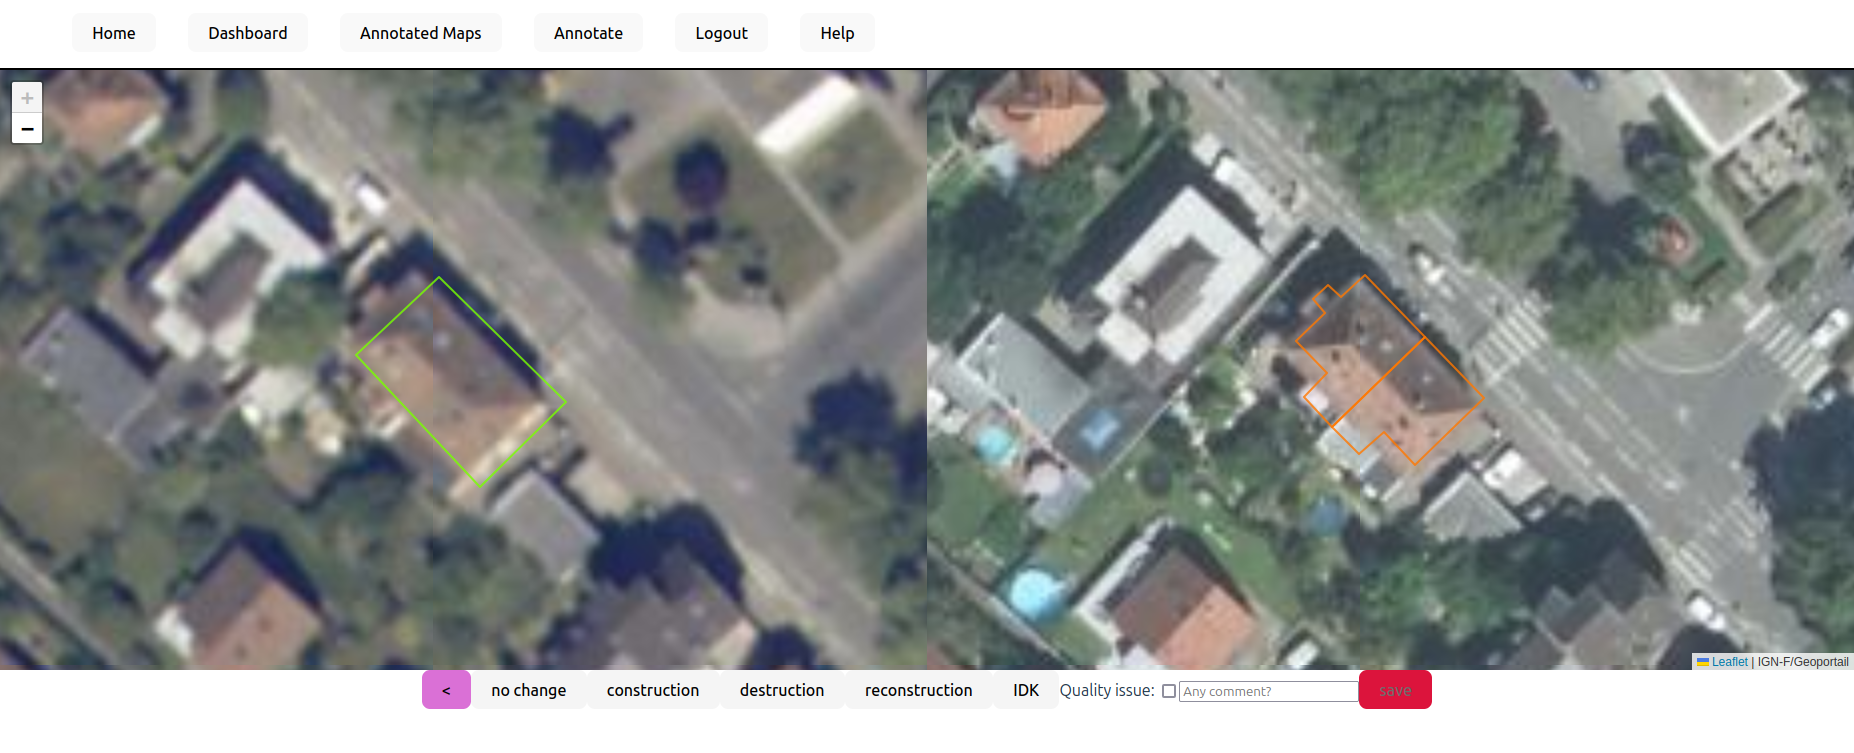 Home Dashboard Annotated Maps Annotate Logout Help
+
−
Leaflet | IGN-F/Geoportail
< no change construction destruction reconstruction IDK Quality issue: Any comment? save